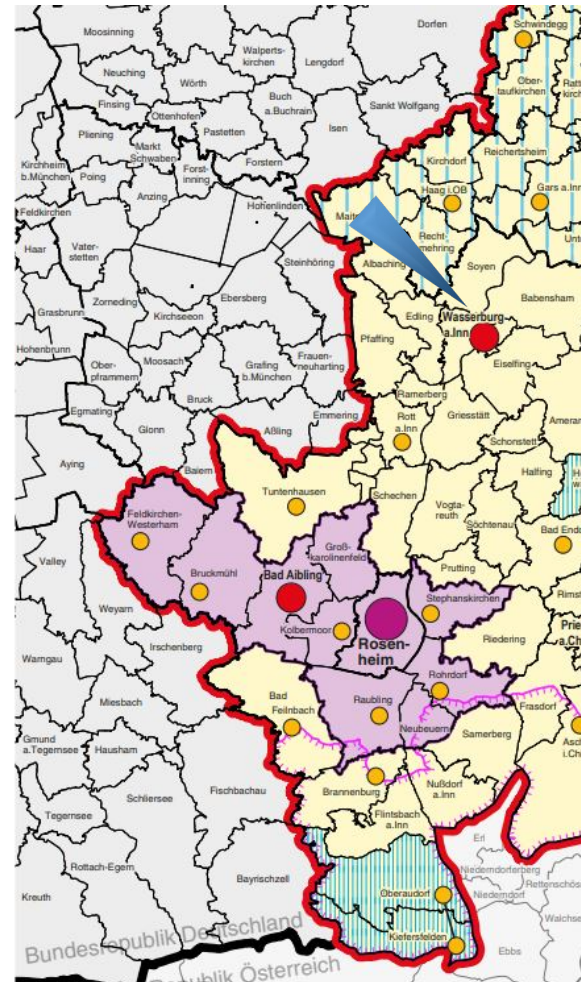 Moosinning
Dorfen
Schwindegg
Walperts-
kirchen
Lengdorf
Neuching
Wörth
Ober-
taufkirchen
Finsing
Ottenhofen
Buch
a.Buchrain
Sankt Wolfgang
Pliening
Pastetten
Isen
Markt
Schwaben
Forst-
inning
Forstern
Kirchdorf
Reichertsheim
Kirchheim
b.München
Poing
Anzing
Haag i.OB
Gars a.Inn
Hohenlinden
Feldkirchen
Haar
Vater-
stetten
Steinhöring
Albaching
Recht-
mehring
Soyen
Zorneding
Ebersberg
Kirchseeon
Babensham
Edling
Wasserburg
a.Inn
Grasbrunn
Pfaffing
Hohenbrunn
Ober-
pframmern
Moosach
Grafing
b.München
Frauen-
neuharting
Eiselfing
Bruck
Ramerberg
Egmating
Glonn
Aßling
Emmering
Rott
a.Inn
Griesstätt
Schonstett
Aying
Baiern
Halfing
Tuntenhausen
Schechen
Vogta-
reuth
Söchtenau
Feldkirchen-
Westerham
Groß-
karolinenfeld
Prutting
Valley
Bruckmühl
Bad Aibling
Stephanskirchen
Weyarn
Kolbermoor
Rosen-
heim
Riedering
Irschenberg
Warngau
Bad
Feilnbach
Raubling
Rohrdorf
Neubeuern
Frasdorf
Samerberg
Miesbach
Gmund
a.Tegernsee
Hausham
Brannenburg
Nußdorf
a.Inn
Schliersee
Fischbachau
Flintsbach
a.Inn
Tegernsee
Erl
Rottach-Egern
Niederndorferberg
Niederndorf
Kreuth
Bayrischzell
Oberaudorf
Kiefersfelden
Ebbs
Bundesrepublik Deutschland
Republik Österreich